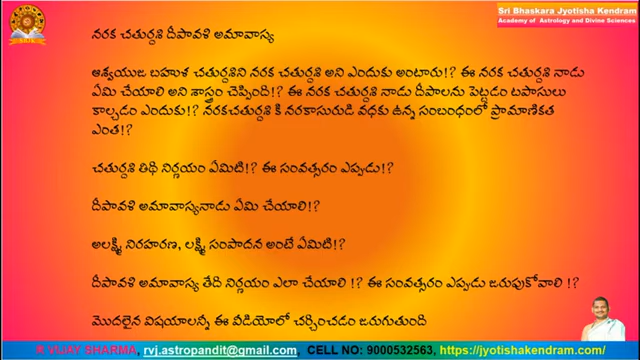 Sri Bhaskara Jyotisha Kendram
Academy of Astrology and Divine Sciences
నరక చతుర్దశి దీపావళి అమావాస్య
ఆశ్వయుజ బహుళ చతుర్దశిని నరక చతుర్దశి అని ఎందుకు అంటారు!? ఈ నరక చతుర్దశి నాడు
ఏమి చేయాలి అని శాస్త్రం చెప్పింది!? ఈ నరక చతుర్దశి నాడు దీపాలను పెట్టడం టపాసులు
కాల్చడం ఎందుకు!? నరకచతుర్దశి కి నరకాసురుడి వధకు ఉన్న సంబంధంలో ప్రామాణికత
ఎంత!?
చతుర్దశి తిథి నిర్ణయం ఏమిటి!? ఈ సంవత్సరం ఎప్పడు!?
దీపావళి అమావాస్యనాడు ఏమి చేయాలి!?
అలక్ష్మి నిరహరణ, లక్ష్మి సంపాదన అంటే ఏమిటి!?
దీపావళి అమావాస్య తేది నిర్ణయం ఎలా చేయాలి !? ఈ సంవత్సరం ఎప్పడు జరుపుకోవాలి !?
మొదలైన విషయాలన్నీ ఈ వీడియోలో చర్చించడం జరుగుతుంది
R VIJAY SHARMA, rvj.astropandit@gmail.com, CELL NO: 9000532563, https://jyotishakendram.com/